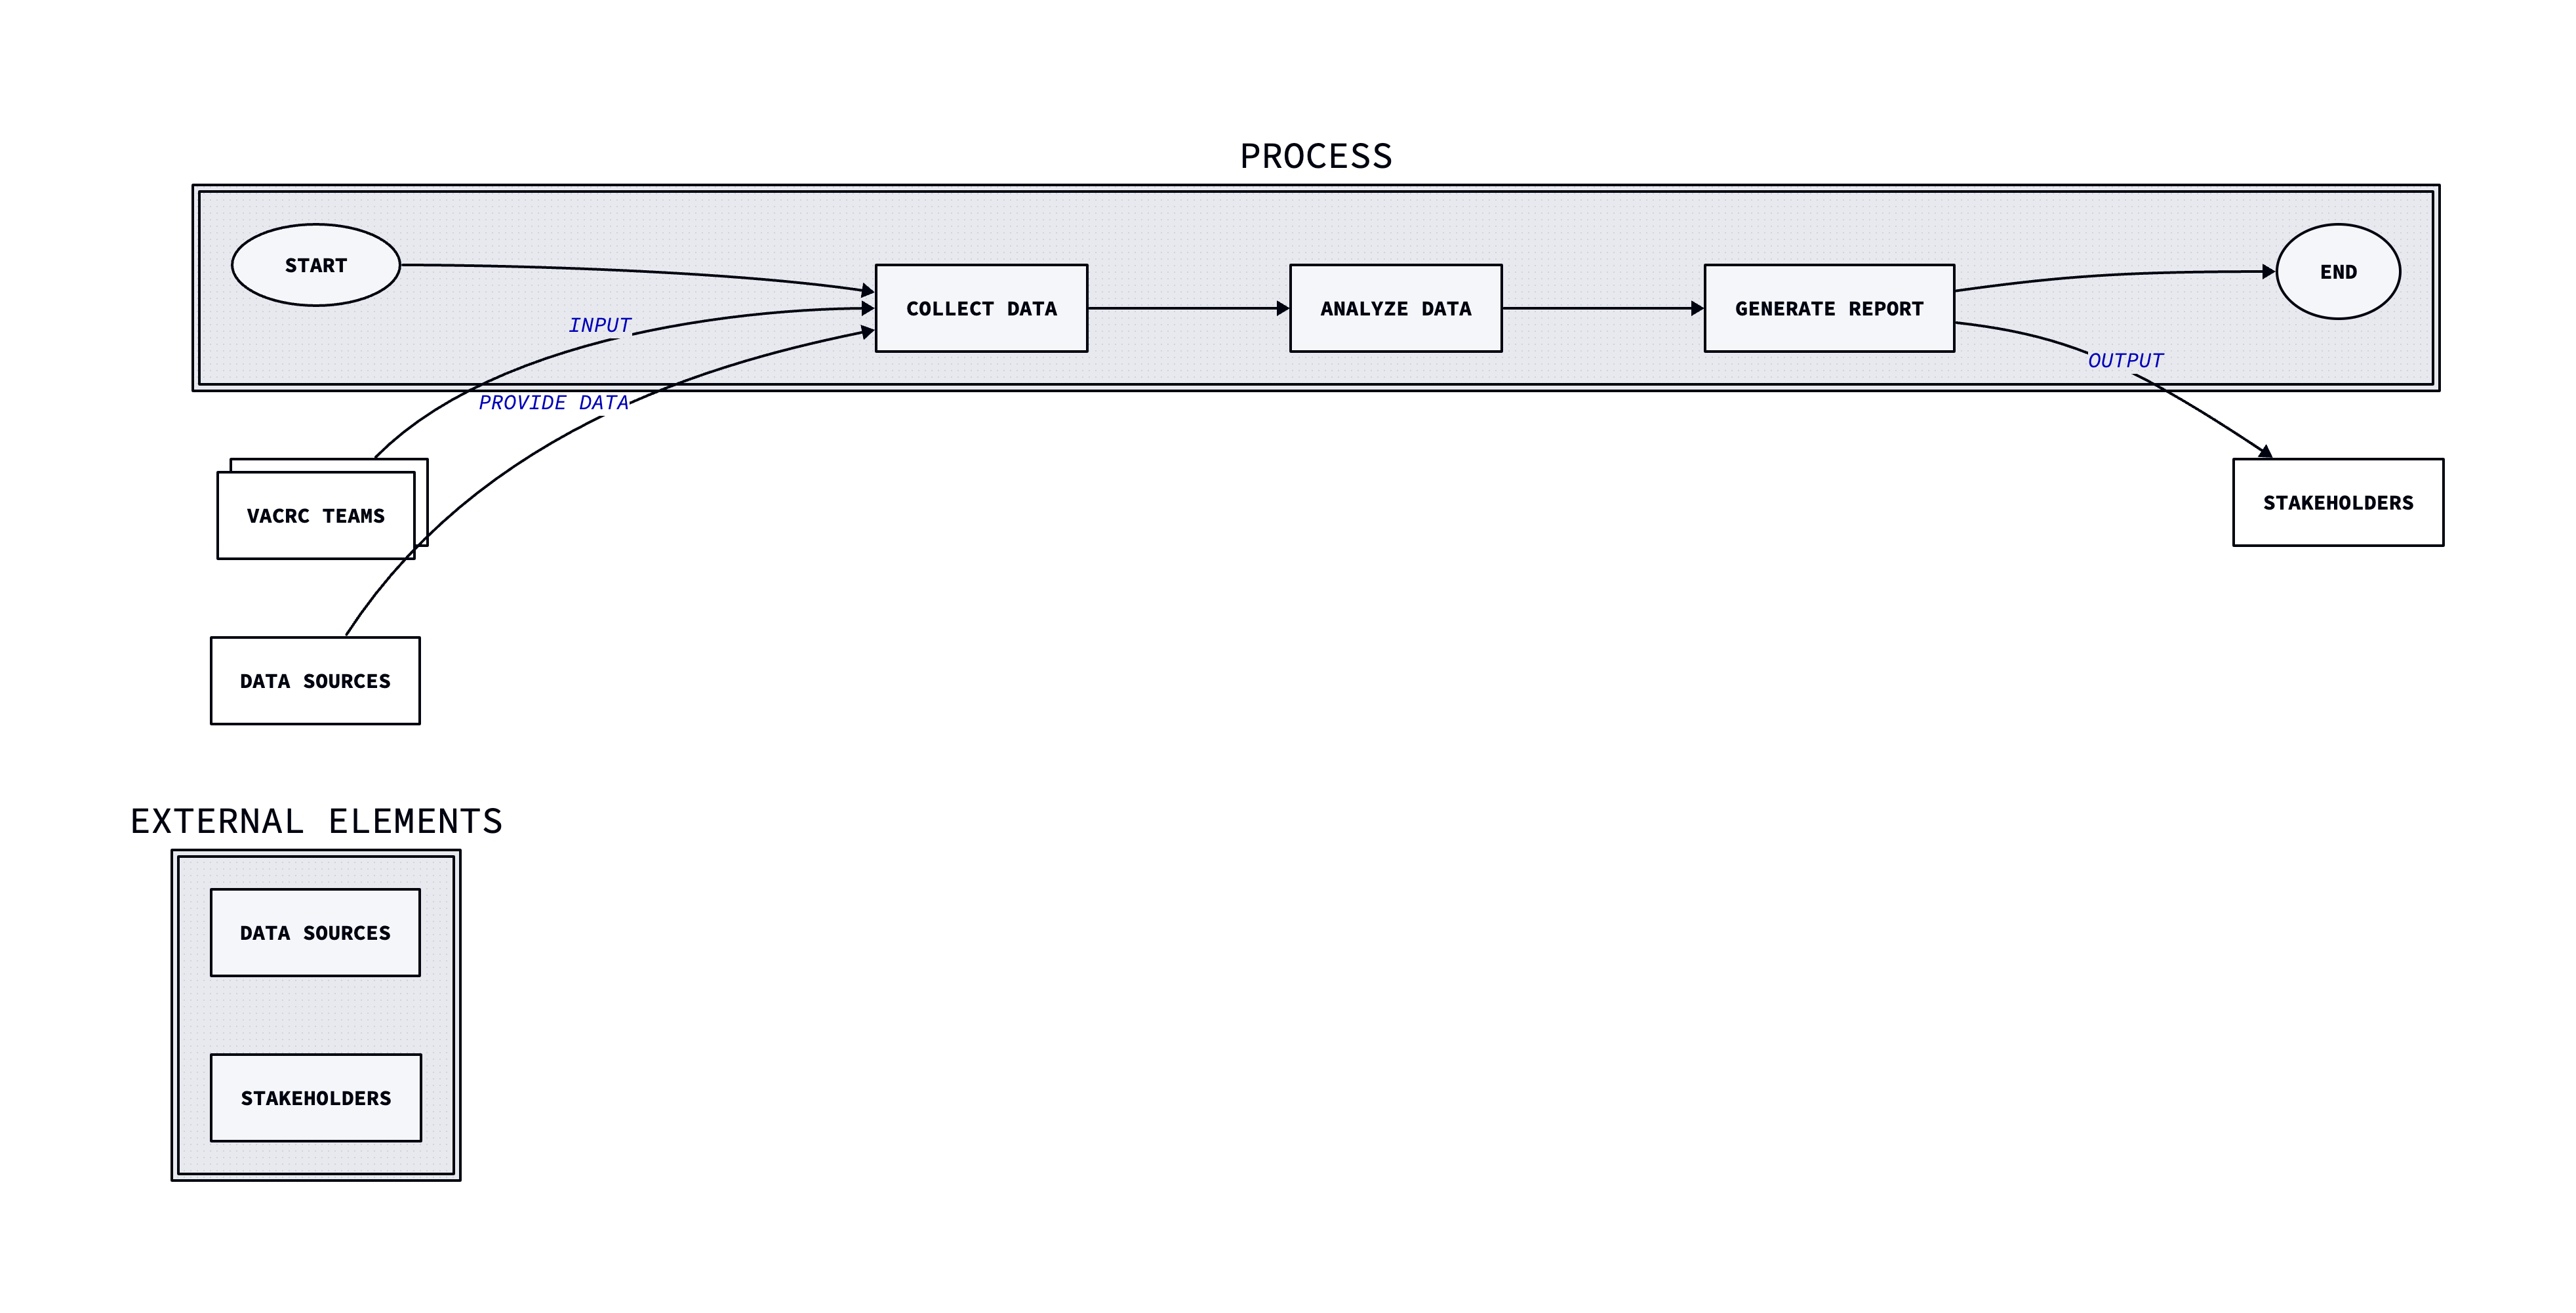 PROCESS
START
COLLECT DATA
ANALYZE DATA
GENERATE REPORT
END
INPUT
OUTPUT
PROVIDE DATA
VACRC TEAMS
STAKEHOLDERS
DATA SOURCES
EXTERNAL ELEMENTS
DATA SOURCES
STAKEHOLDERS